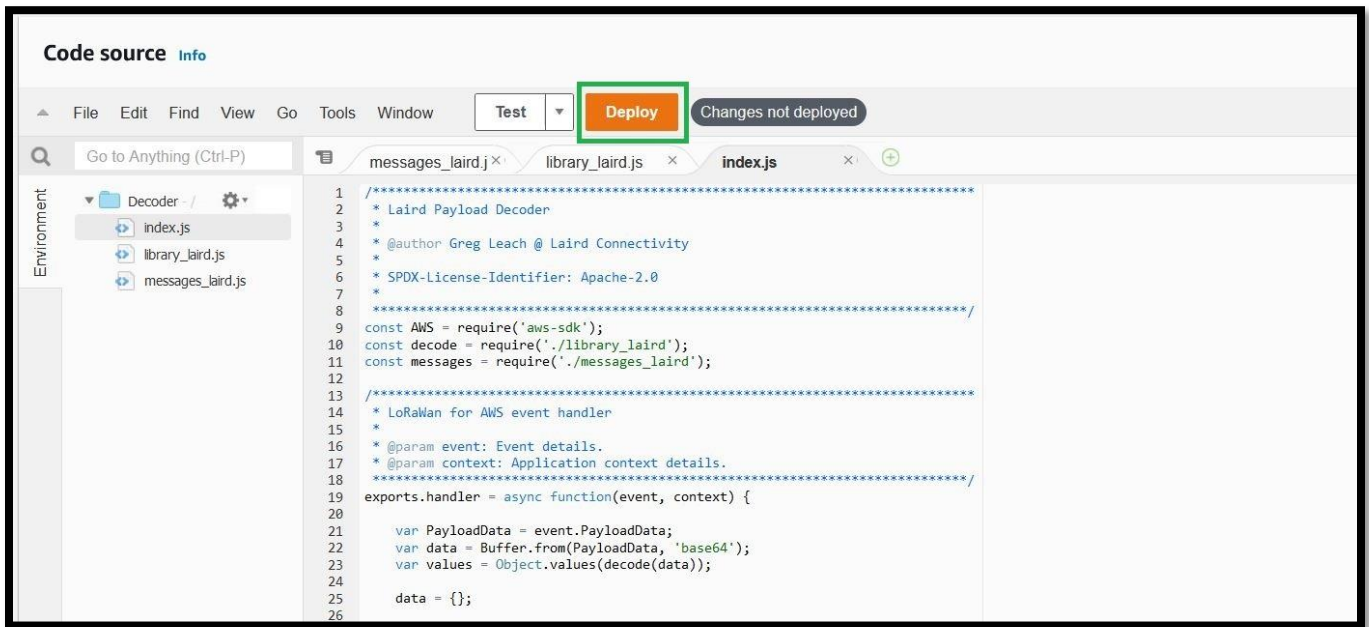 Code source Info
File Edit Find View Go Tools Window Test Deploy Changes not deployed
Go to Anything (Ctrl-P)
messages_laird.j × library_laird.js × index.js ×
Environment
Decoder - /
index.js
library_laird.js
messages_laird.js
1 /******************************************************************************
2 * Laird Payload Decoder
3 *
4 * @author Greg Leach @ Laird Connectivity
5 *
6 * SPDX-License-Identifier: Apache-2.0
7 *
8 *****************************************************************************/
9 const AWS = require('aws-sdk');
10 const decode = require('./library_laird');
11 const messages = require('./messages_laird');
12
13 /******************************************************************************
14 * LoRaWan for AWS event handler
15 *
16 * @param event: Event details.
17 * @param context: Application context details.
18 *****************************************************************************/
19 exports.handler = async function(event, context) {
20
21 var PayloadData = event.PayloadData;
22 var data = Buffer.from(PayloadData, 'base64');
23 var values = Object.values(decode(data));
24
25 data = {};
26